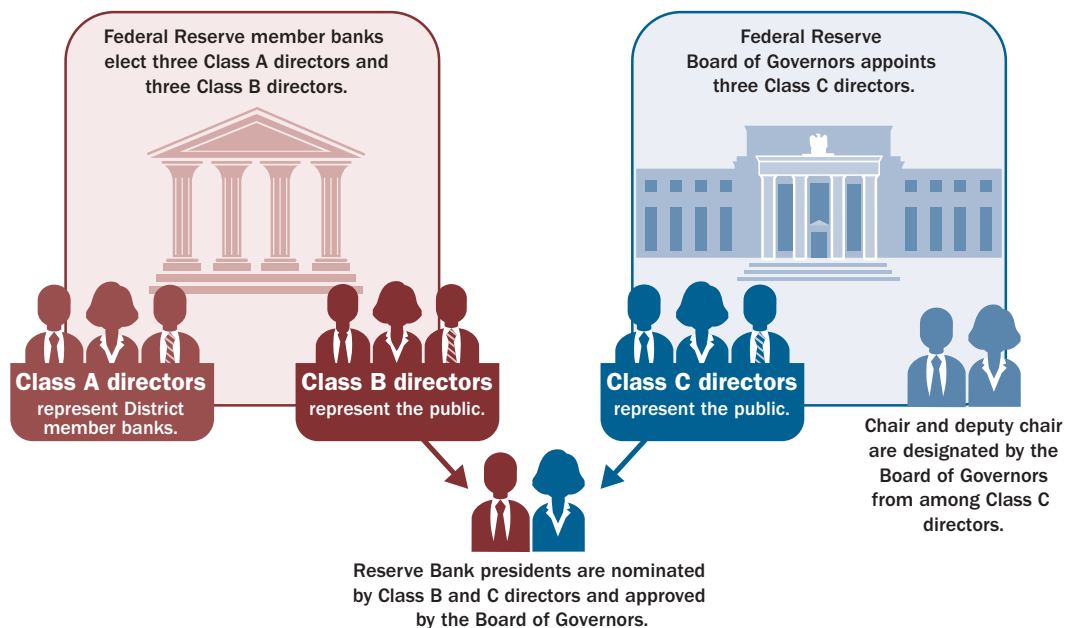 Federal Reserve member banks
elect three Class A directors and
three Class B directors.
Federal Reserve
Board of Governors appoints
three Class C directors.
Class A directors
represent District
member banks.
Class B directors
represent the public.
Class C directors
represent the public.
Chair and deputy chair
are designated by the
Board of Governors
from among Class C
directors.
Reserve Bank presidents are nominated
by Class B and C directors and approved
by the Board of Governors.